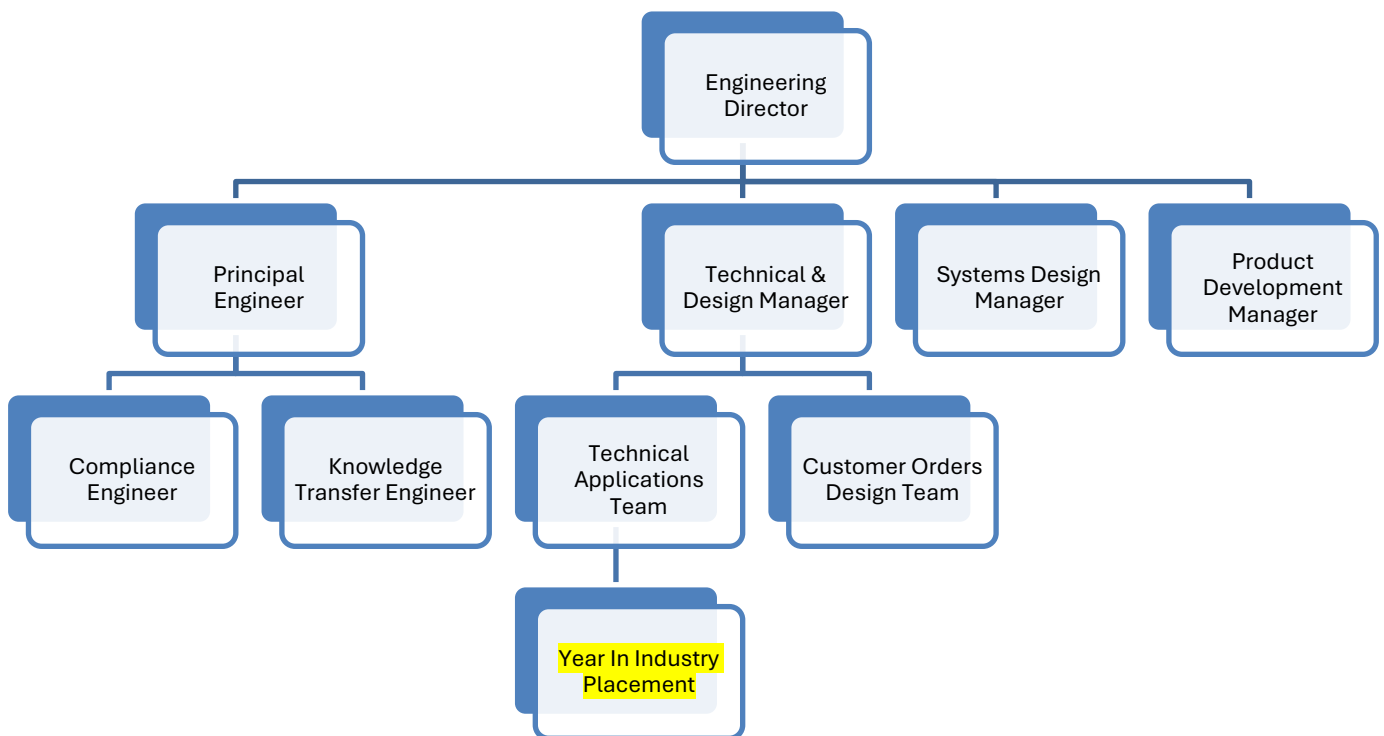 Engineering
Director
Principal
Engineer
Technical &
Design Manager
Systems Design
Manager
Product
Development
Manager
Compliance
Engineer
Knowledge
Transfer Engineer
Technical
Applications
Team
Customer Orders
Design Team
Year In Industry
Placement